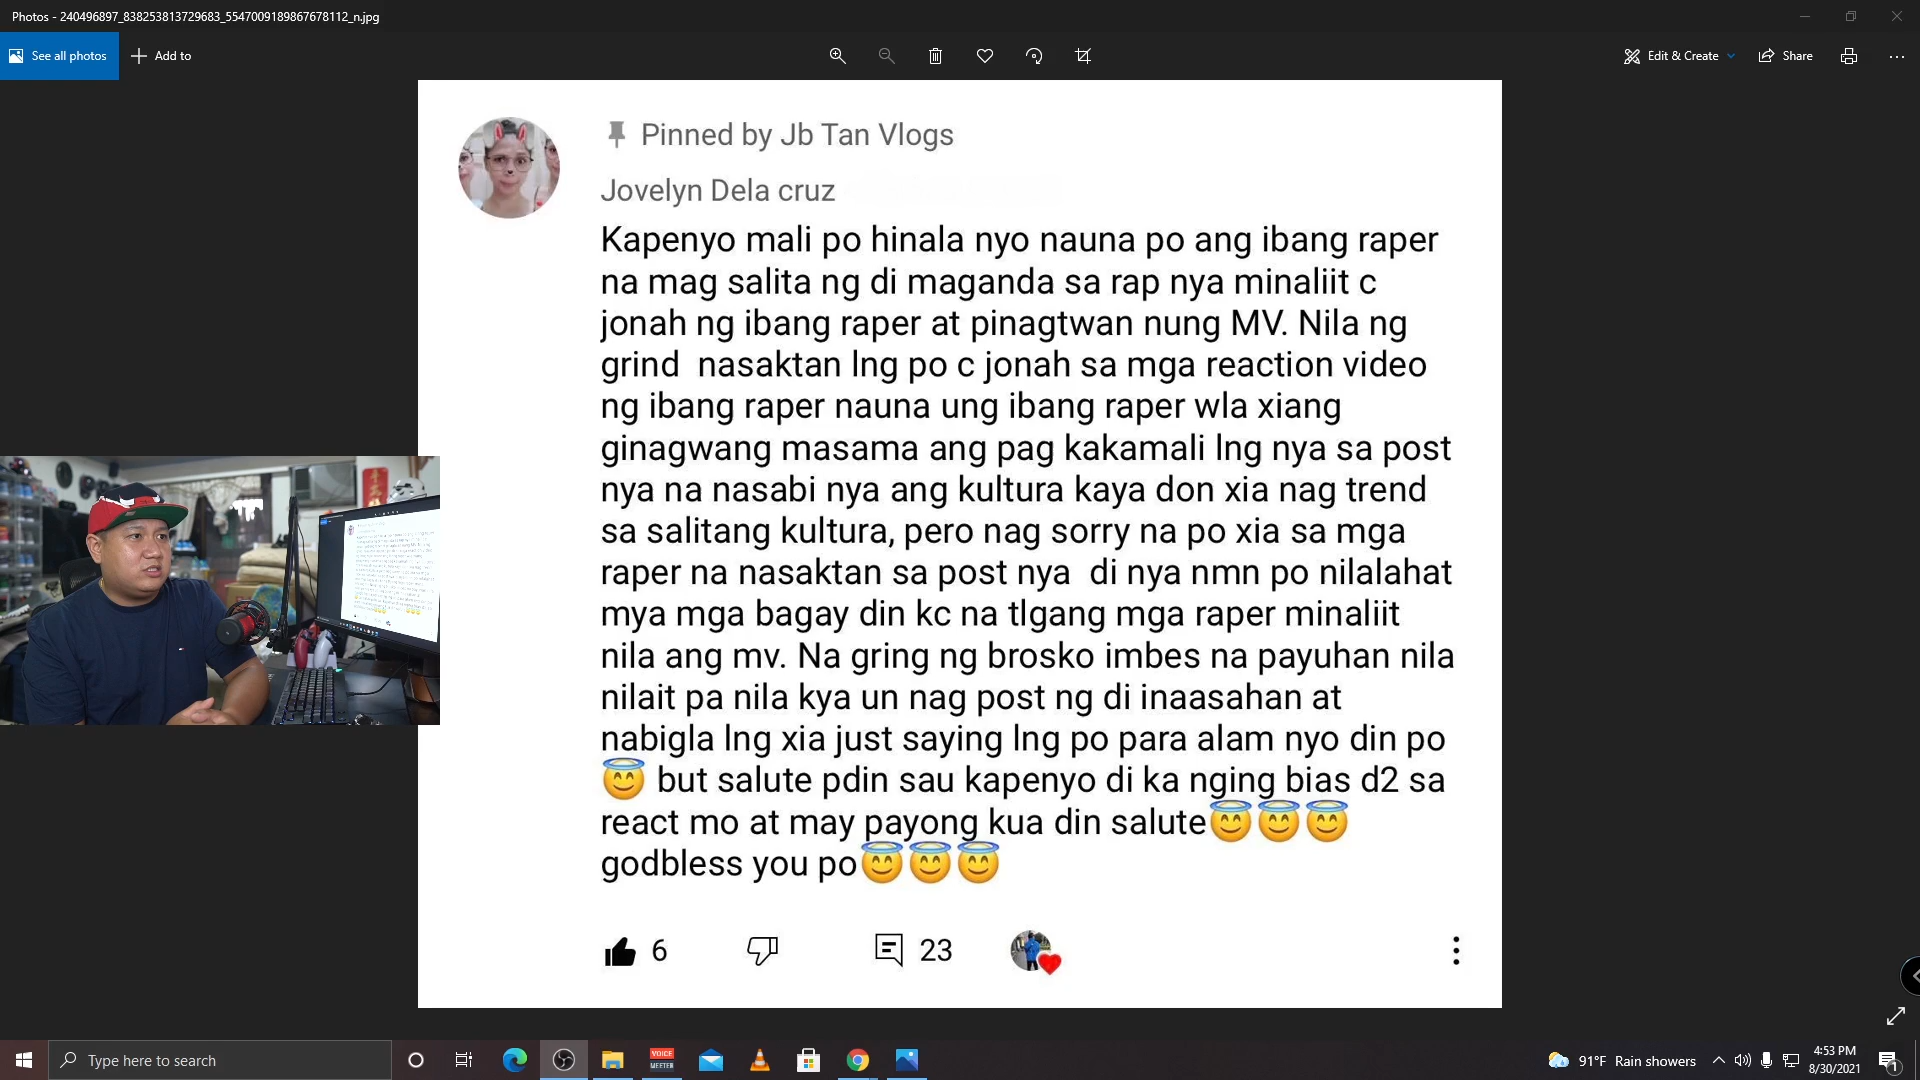 Photos - 240496897_838253813729683_5547009189867678112_n.jpg
See all photos
Add to
Edit & Create
Share
Pinned by Jb Tan Vlogs
Jovelyn Dela cruz
Kapenyo mali po hinala nyo nauna po ang ibang raper
na mag salita ng di maganda sa rap nya minaliit c
jonah ng ibang raper at pinagtwan nung MV. Nila ng
grind  nasaktan lng po c jonah sa mga reaction video
ng ibang raper nauna ung ibang raper wla xiang
ginagwang masama ang pag kakamali lng nya sa post
nya na nasabi nya ang kultura kaya don xia nag trend
sa salitang kultura, pero nag sorry na po xia sa mga
raper na nasaktan sa post nya  di nya nmn po nilalahat
mya mga bagay din kc na tlgang mga raper minaliit
nila ang mv. Na gring ng brosko imbes na payuhan nila
nilait pa nila kya un nag post ng di inaasahan at
nabigla lng xia just saying lng po para alam nyo din po
😇 but salute pdin sau kapenyo di ka nging bias d2 sa
react mo at may payong kua din salute😇😇😇
godbless you po😇😇😇
6
23
Type here to search
VOICE
MEETER
91°F Rain showers
4:53 PM
8/30/2021
1